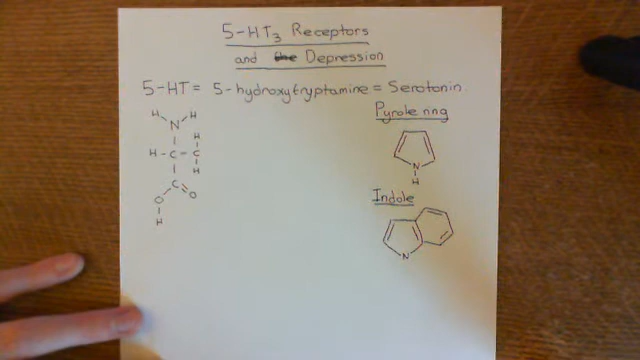 5-HT₃ Receptors
and the Depression
5-HT = 5-hydroxytryptamine = Serotonin
Pyrole ring
H H
N
H
H-C-C
H
C
O O
H
N
H
Indole
N